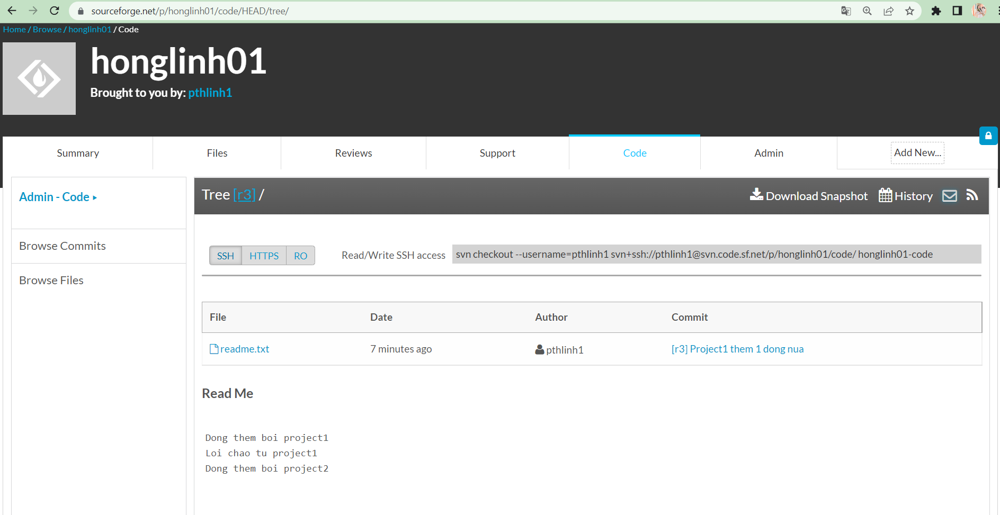 sourceforge.net/p/honglinh01/code/HEAD/tree/
Home / Browse / honglinh01 / Code
honglinh01
Brought to you by: pthlinh1
Summary
Files
Reviews
Support
Code
Admin
Add New...
Admin - Code
Browse Commits
Browse Files
Tree [r3] /
Download Snapshot
History
SSH
HTTPS
RO
Read/Write SSH access
svn checkout --username=pthlinh1 svn+ssh://pthlinh1@svn.code.sf.net/p/honglinh01/code/ honglinh01-code
File Date Author Commit
readme.txt 7 minutes ago pthlinh1 [r3] Project1 them 1 dong nua
Read Me
Dong them boi project1
Loi chao tu project1
Dong them boi project2